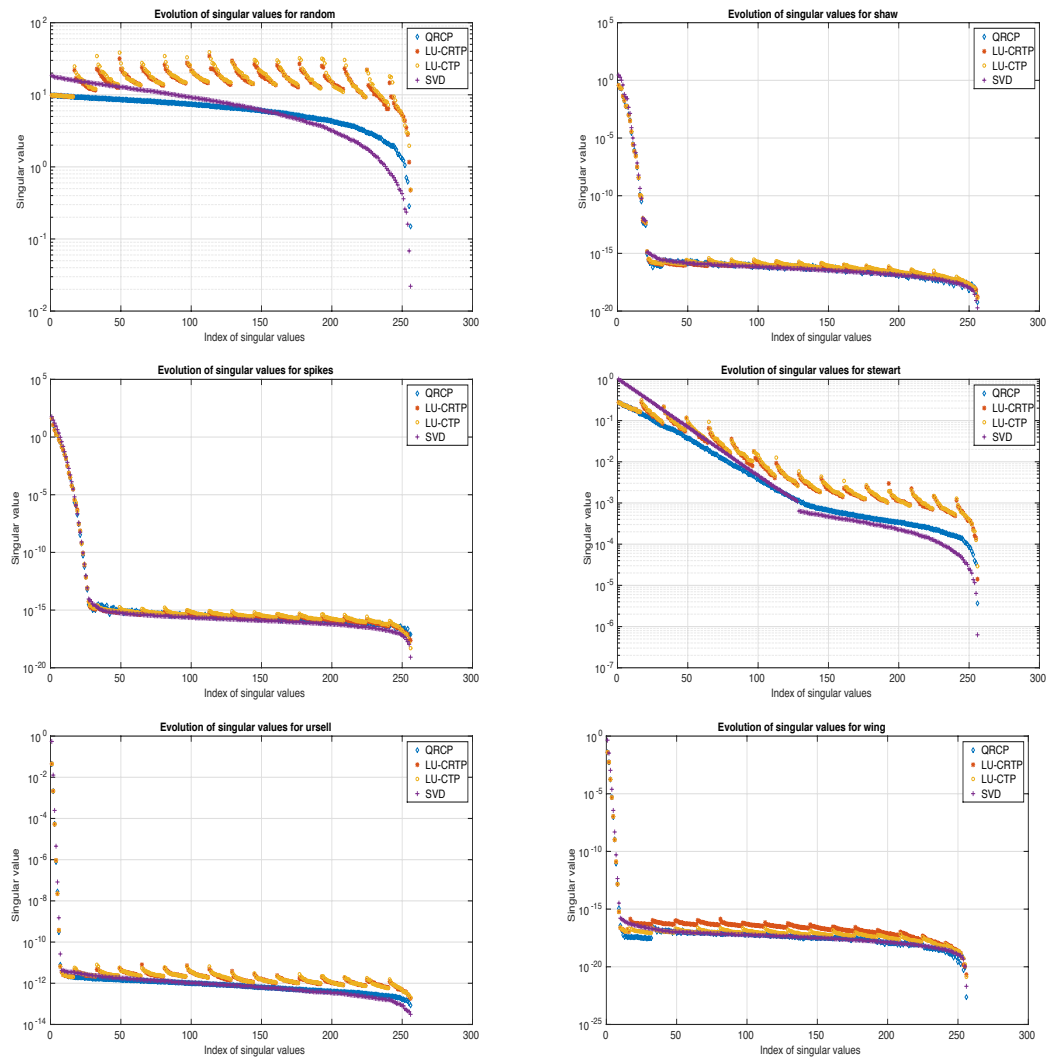 Evolution of singular values for random
10^2
10^1
10^0
10^-1
10^-2
Singular value
0 50 100 150 200 250 300
Index of singular values
QRCP
LU-CRTP
LU-CTP
SVD
Evolution of singular values for shaw
10^5
10^0
10^-5
10^-10
10^-15
10^-20
Singular value
0 50 100 150 200 250 300
Index of singular values
QRCP
LU-CRTP
LU-CTP
SVD
Evolution of singular values for spikes
10^5
10^0
10^-5
10^-10
10^-15
10^-20
Singular value
0 50 100 150 200 250 300
Index of singular values
QRCP
LU-CRTP
LU-CTP
SVD
Evolution of singular values for stewart
10^0
10^-1
10^-2
10^-3
10^-4
10^-5
10^-6
10^-7
Singular value
0 50 100 150 200 250 300
Index of singular values
QRCP
LU-CRTP
LU-CTP
SVD
Evolution of singular values for ursell
10^0
10^-2
10^-4
10^-6
10^-8
10^-10
10^-12
10^-14
Singular value
0 50 100 150 200 250 300
Index of singular values
QRCP
LU-CRTP
LU-CTP
SVD
Evolution of singular values for wing
10^0
10^-5
10^-10
10^-15
10^-20
10^-25
Singular value
0 50 100 150 200 250 300
Index of singular values
QRCP
LU-CRTP
LU-CTP
SVD